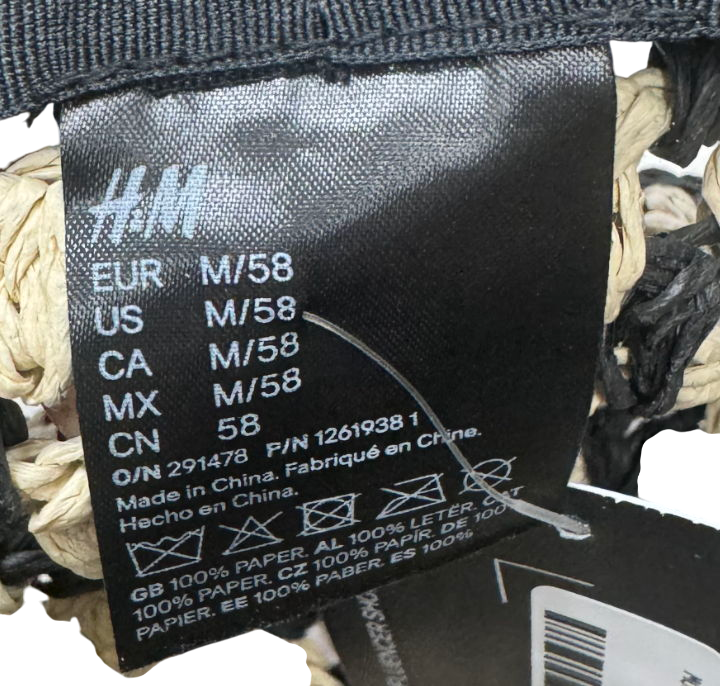 H&M
EUR M/58
US M/58
CA M/58
MX M/58
CN 58
O/N 291478 P/N 1261938 1
Made in China. Fabriqué en Chine.
Hecho en China.
GB 100% PAPER. AL 100% LETËR. CAT
100% PAPER. CZ 100% PAPÍR. DE 100%
PAPIER. EE 100% PABER. ES 100%